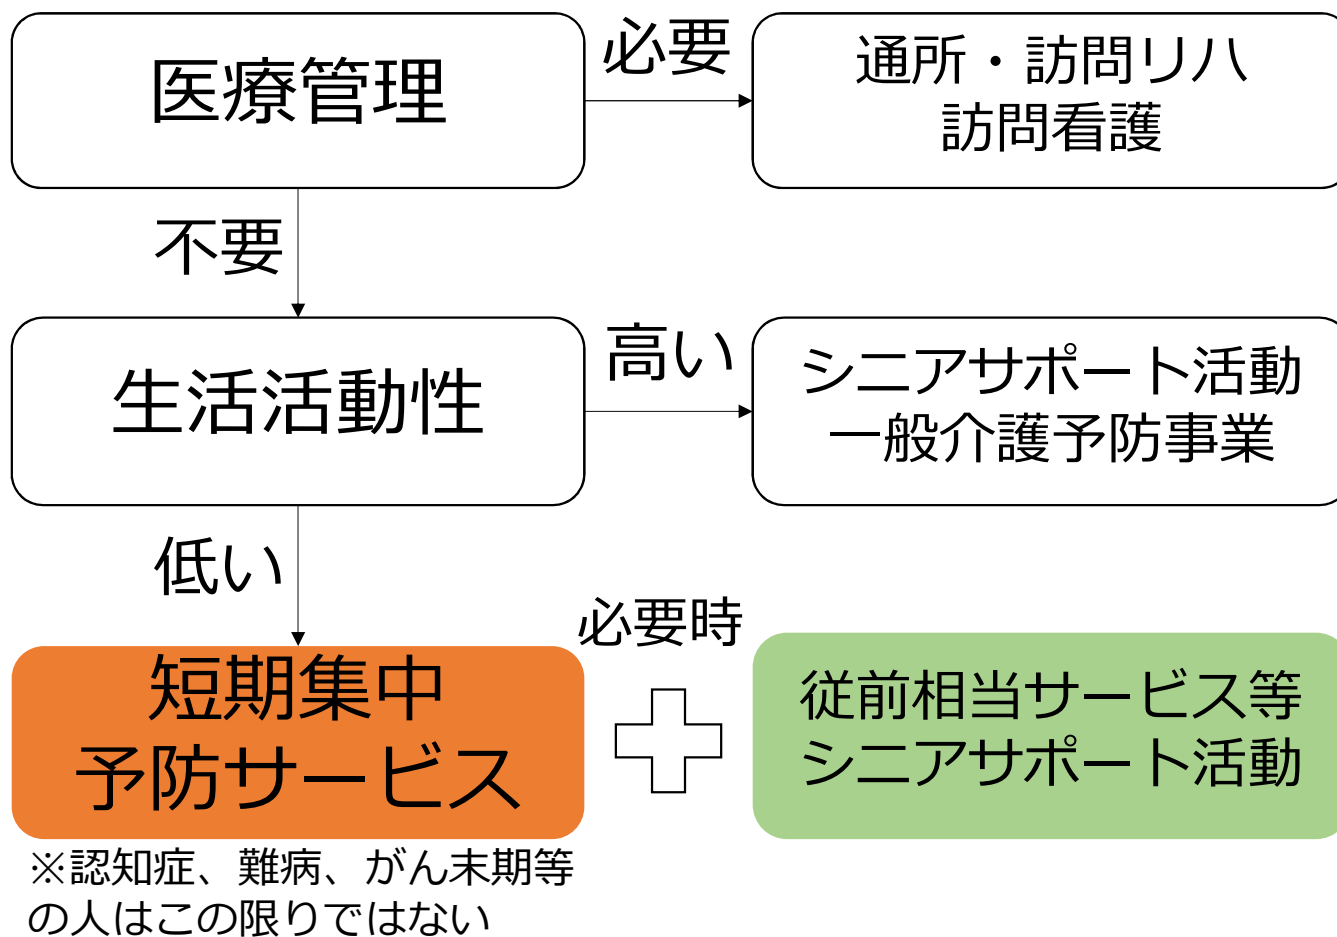 医療管理
必要
通所・訪問リハ
訪問看護
不要
生活活動性
高い
シニアサポート活動
一般介護予防事業
低い
必要時
短期集中
予防サービス
従前相当サービス等
シニアサポート活動
※認知症、難病、がん末期等
の人はこの限りではない